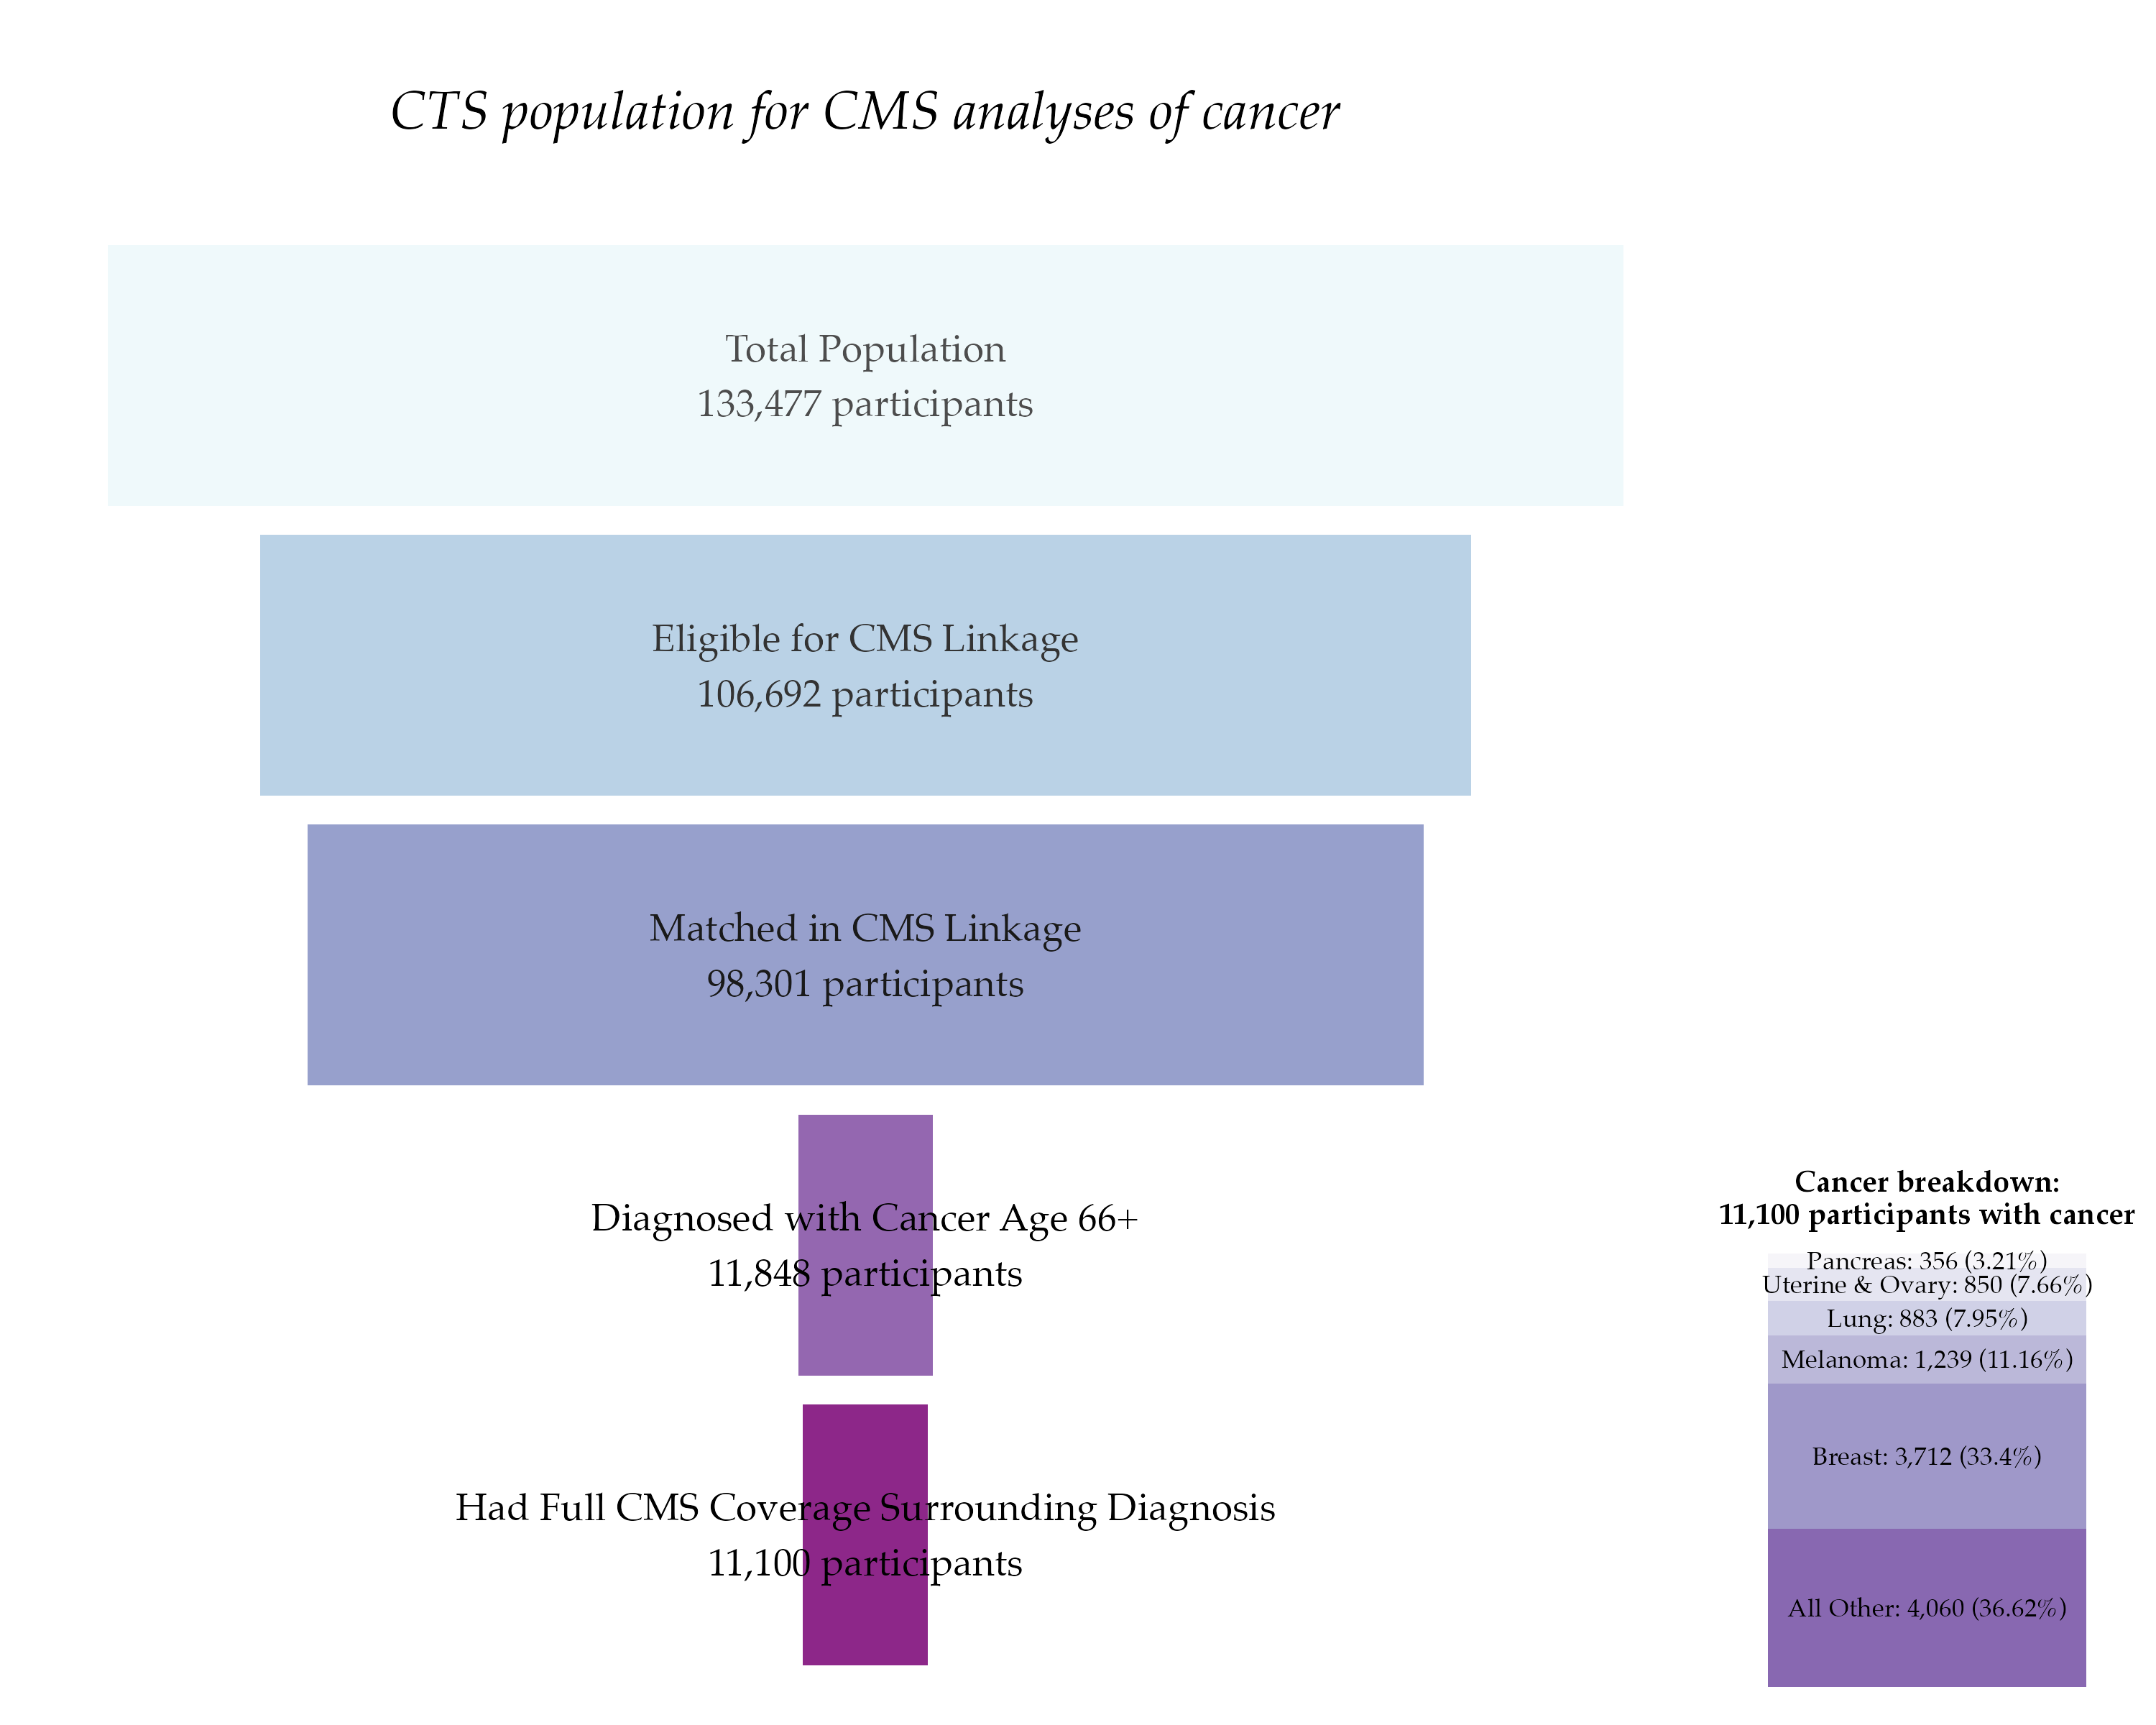 CTS population for CMS analyses of cancer
Total Population
133,477 participants
Eligible for CMS Linkage
106,692 participants
Matched in CMS Linkage
98,301 participants
Diagnosed with Cancer Age 66+
11,848 participants
Had Full CMS Coverage Surrounding Diagnosis
11,100 participants
Cancer breakdown:
11,100 participants with cancer
Pancreas: 356 (3.21%)
Uterine & Ovary: 850 (7.66%)
Lung: 883 (7.95%)
Melanoma: 1,239 (11.16%)
Breast: 3,712 (33.4%)
All Other: 4,060 (36.62%)